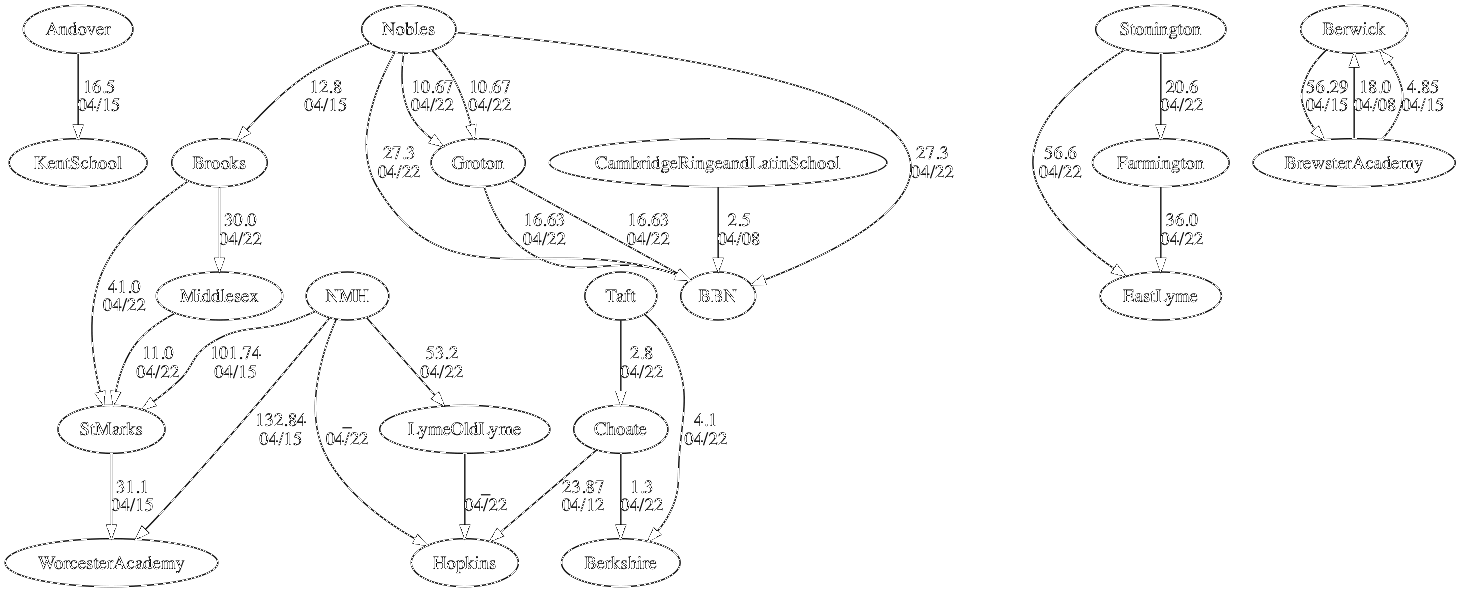 Andover
Nobles
Stonington
Berwick
16.5
04/15
12.8
04/15
10.67
04/22
10.67
04/22
20.6
04/22
56.29
04/15
18.0
04/08
4.85
04/15
KentSchool
Brooks
27.3
04/22
Groton
CambridgeRingeandLatinSchool
27.3
04/22
56.6
04/22
Farmington
BrewsterAcademy
30.0
04/22
16.63
04/22
16.63
04/22
2.5
04/08
36.0
04/22
41.0
04/22
Middlesex
NMH
Taft
BBN
EastLyme
11.0
04/22
101.74
04/15
53.2
04/22
2.8
04/22
StMarks
132.84
04/15
_
04/22
LymeOldLyme
Choate
4.1
04/22
31.1
04/15
_
04/22
23.87
04/12
1.3
04/22
WorcesterAcademy
Hopkins
Berkshire